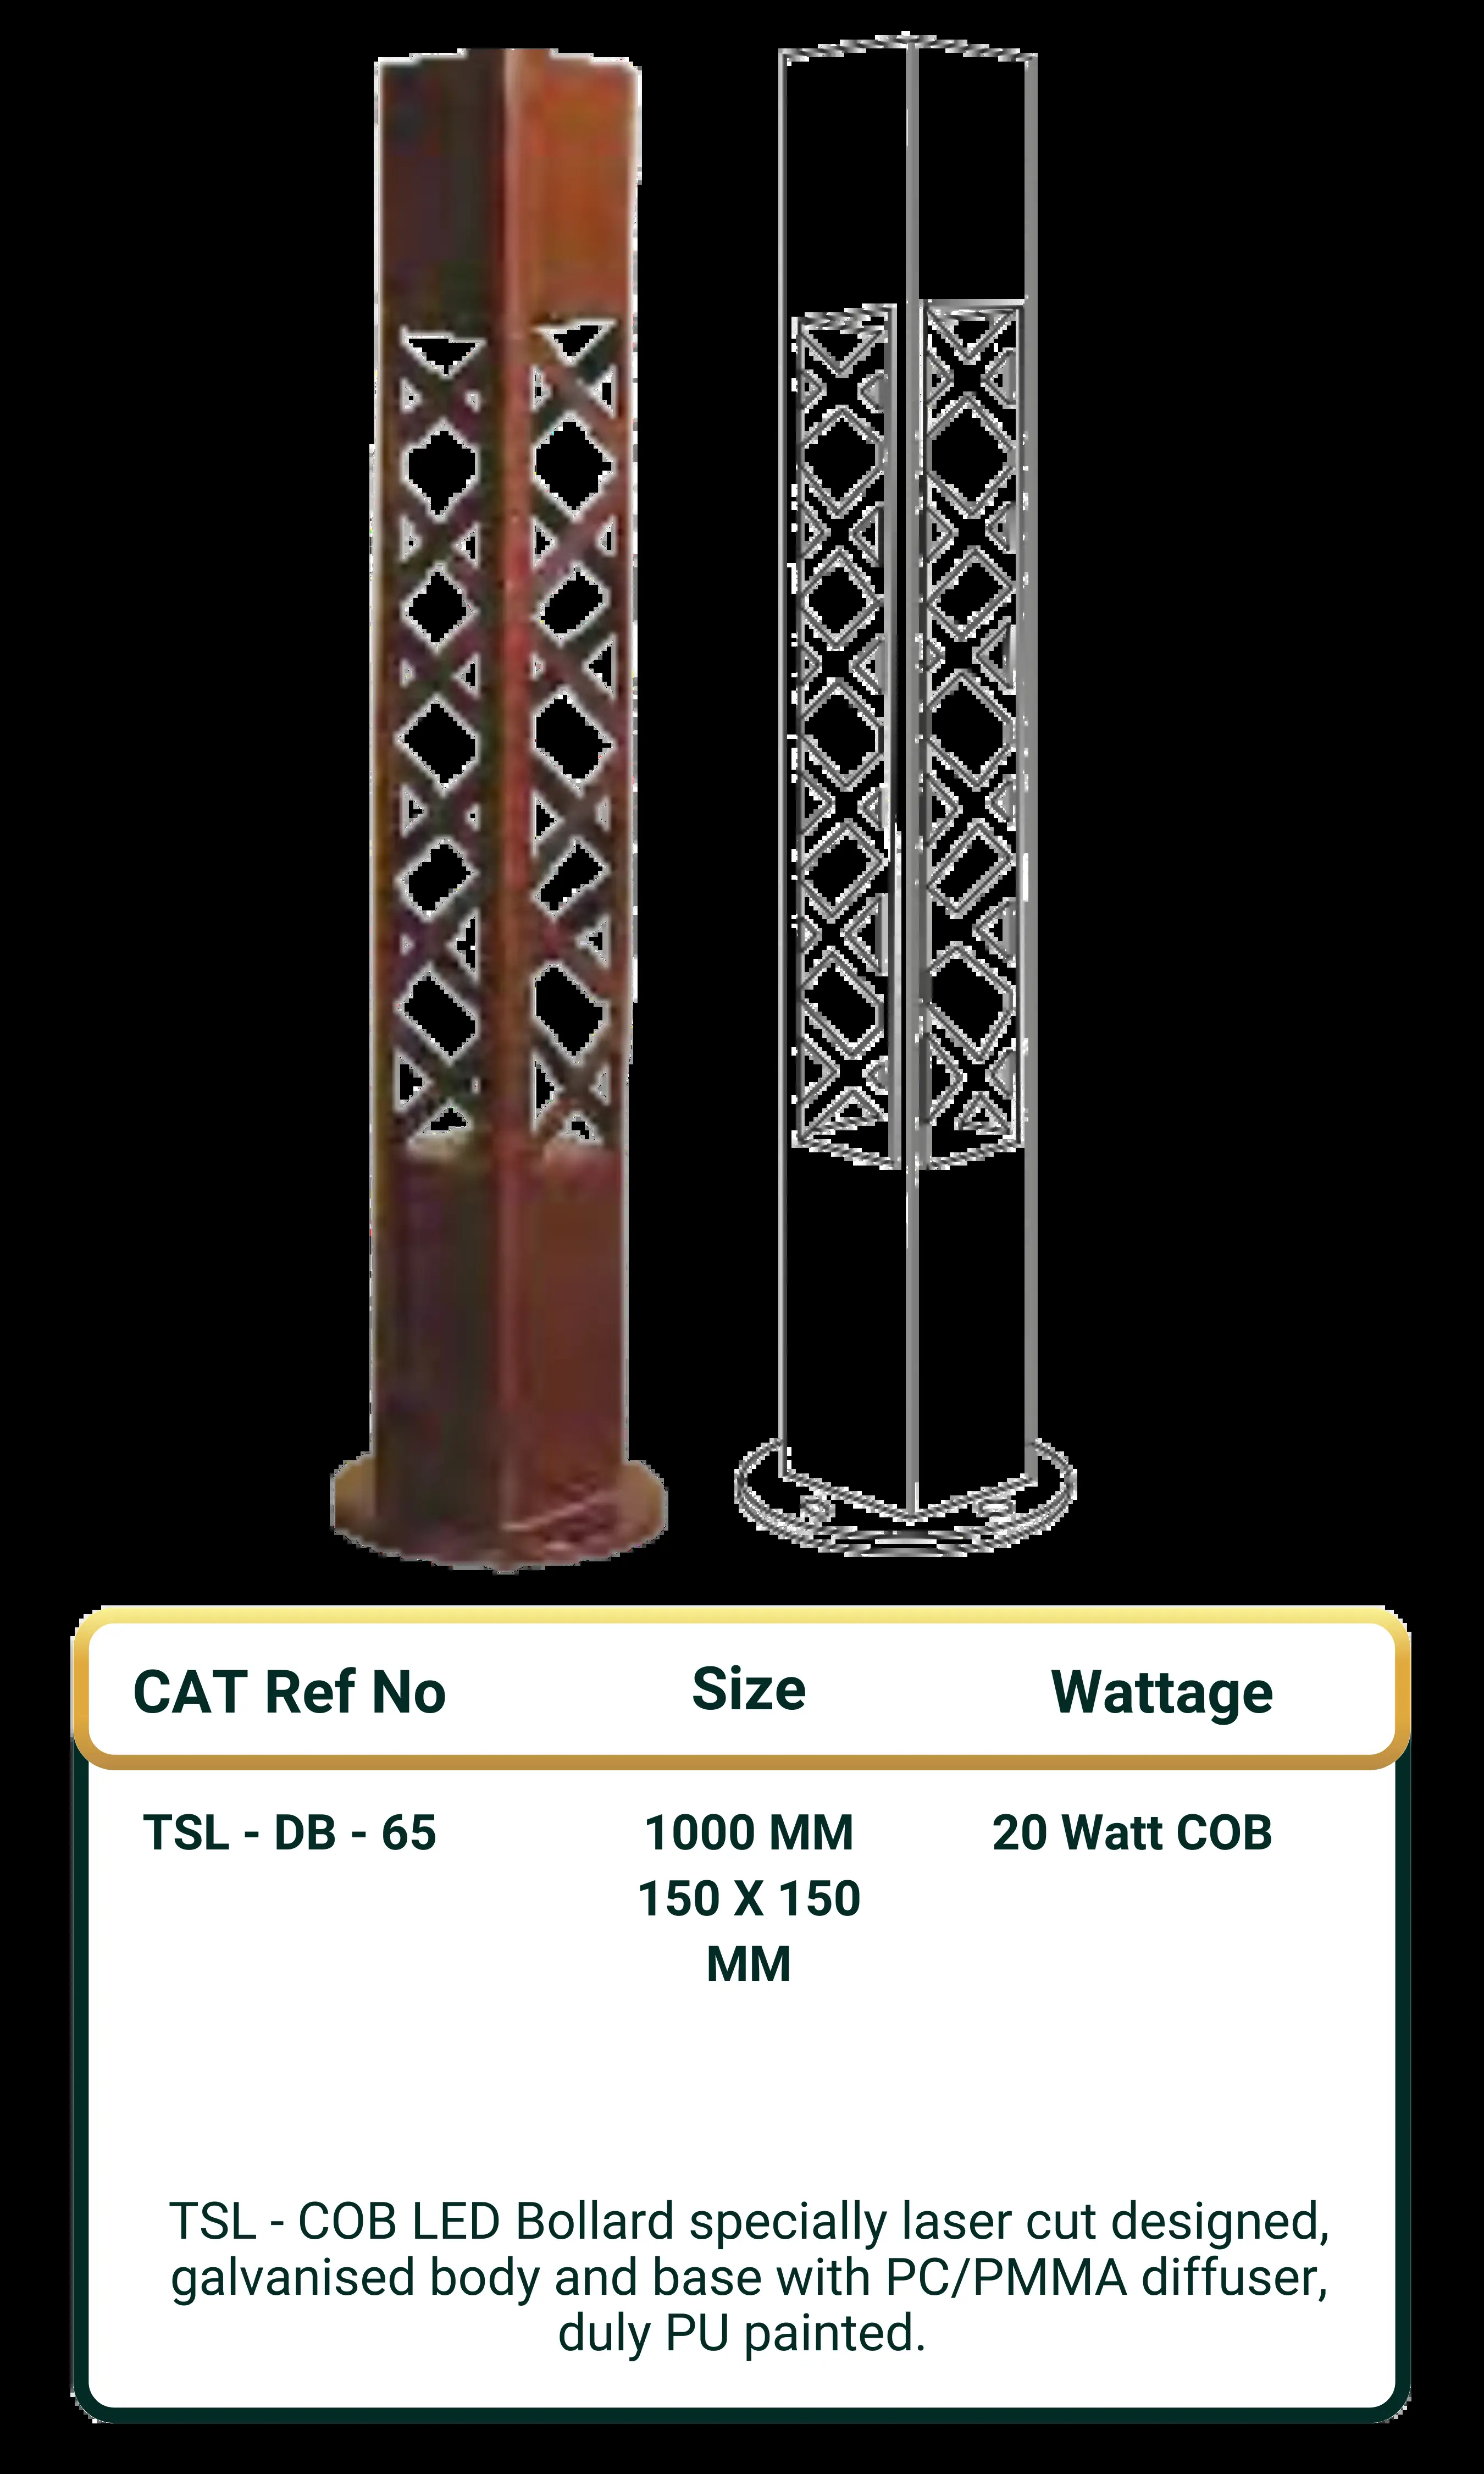 CAT Ref No Size Wattage
TSL - DB - 65 1000 MM 20 Watt COB
150 X 150
MM
TSL - COB LED Bollard specially laser cut designed,
galvanised body and base with PC/PMMA diffuser,
duly PU painted.